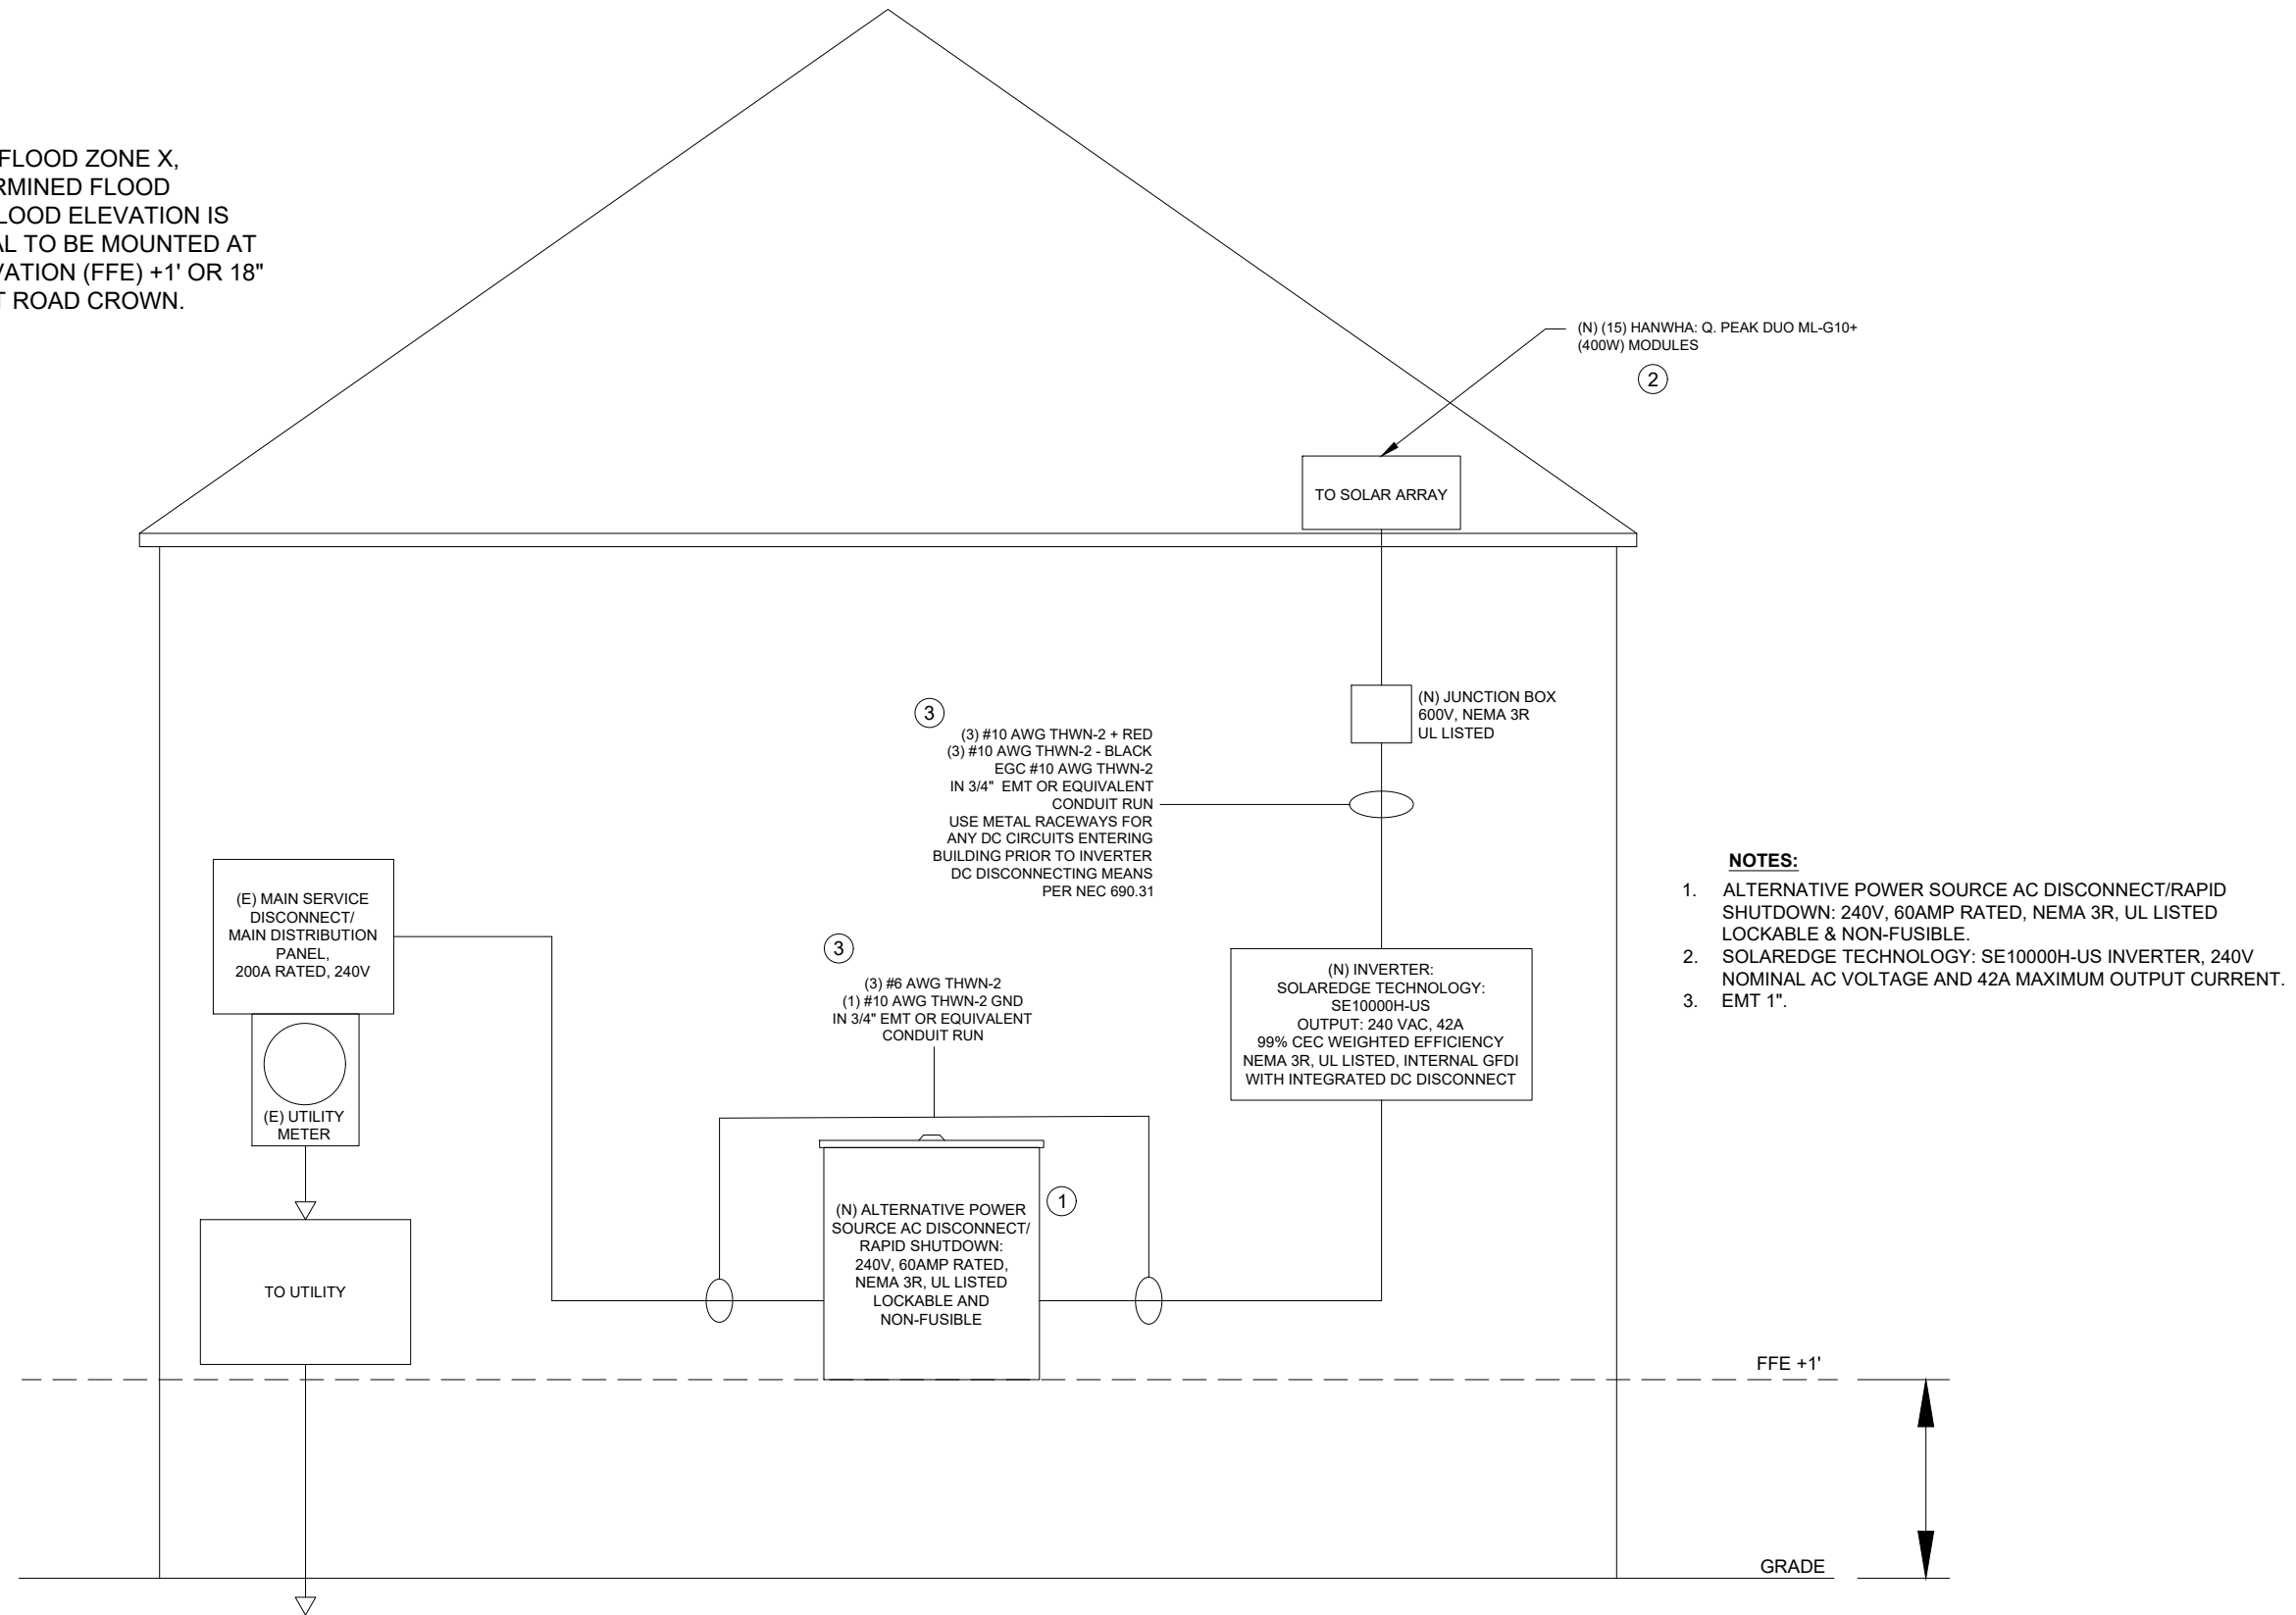 FLOOD ZONE X,
RMINED FLOOD
LOOD ELEVATION IS
AL TO BE MOUNTED AT
VATION (FFE) +1' OR 18"
T ROAD CROWN.
(N) (15) HANWHA: Q. PEAK DUO ML-G10+
(400W) MODULES
2
TO SOLAR ARRAY
(N) JUNCTION BOX
600V, NEMA 3R
UL LISTED
3
(3) #10 AWG THWN-2 + RED
(3) #10 AWG THWN-2 - BLACK
EGC #10 AWG THWN-2
IN 3/4" EMT OR EQUIVALENT
CONDUIT RUN
USE METAL RACEWAYS FOR
ANY DC CIRCUITS ENTERING
BUILDING PRIOR TO INVERTER
DC DISCONNECTING MEANS
PER NEC 690.31
(E) MAIN SERVICE
DISCONNECT/
MAIN DISTRIBUTION
PANEL,
200A RATED, 240V
3
(3) #6 AWG THWN-2
(1) #10 AWG THWN-2 GND
IN 3/4" EMT OR EQUIVALENT
CONDUIT RUN
(N) INVERTER:
SOLAREDGE TECHNOLOGY:
SE10000H-US
OUTPUT: 240 VAC, 42A
99% CEC WEIGHTED EFFICIENCY
NEMA 3R, UL LISTED, INTERNAL GFDI
WITH INTEGRATED DC DISCONNECT
NOTES:
1. ALTERNATIVE POWER SOURCE AC DISCONNECT/RAPID
SHUTDOWN: 240V, 60AMP RATED, NEMA 3R, UL LISTED
LOCKABLE & NON-FUSIBLE.
2. SOLAREDGE TECHNOLOGY: SE10000H-US INVERTER, 240V
NOMINAL AC VOLTAGE AND 42A MAXIMUM OUTPUT CURRENT.
3. EMT 1".
(E) UTILITY
METER
(N) ALTERNATIVE POWER
SOURCE AC DISCONNECT/
RAPID SHUTDOWN:
240V, 60AMP RATED,
NEMA 3R, UL LISTED
LOCKABLE AND
NON-FUSIBLE
1
TO UTILITY
FFE +1'
GRADE